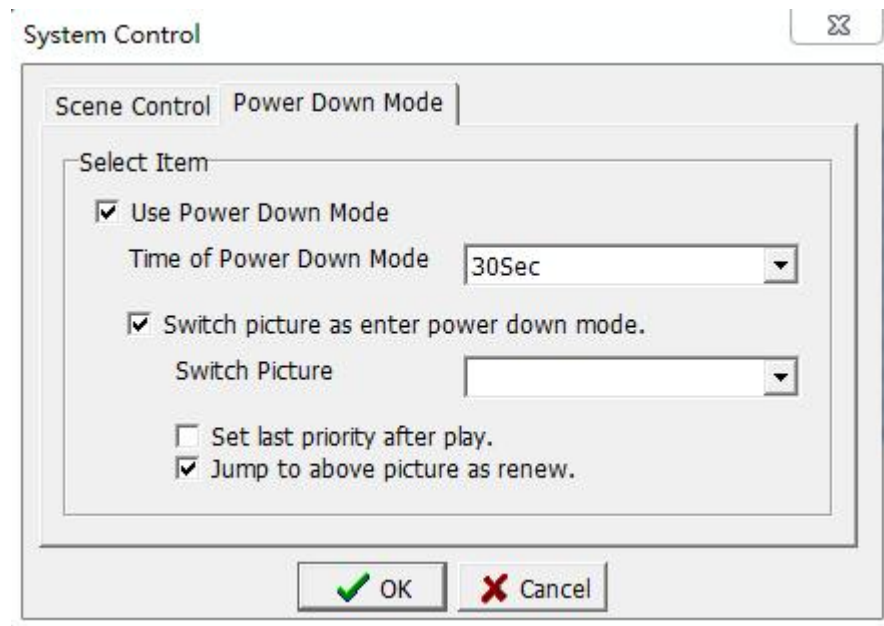 System Control
Scene Control Power Down Mode
Select Item
Use Power Down Mode
Time of Power Down Mode 30Sec
Switch picture as enter power down mode.
Switch Picture
Set last priority after play.
Jump to above picture as renew.
OK Cancel